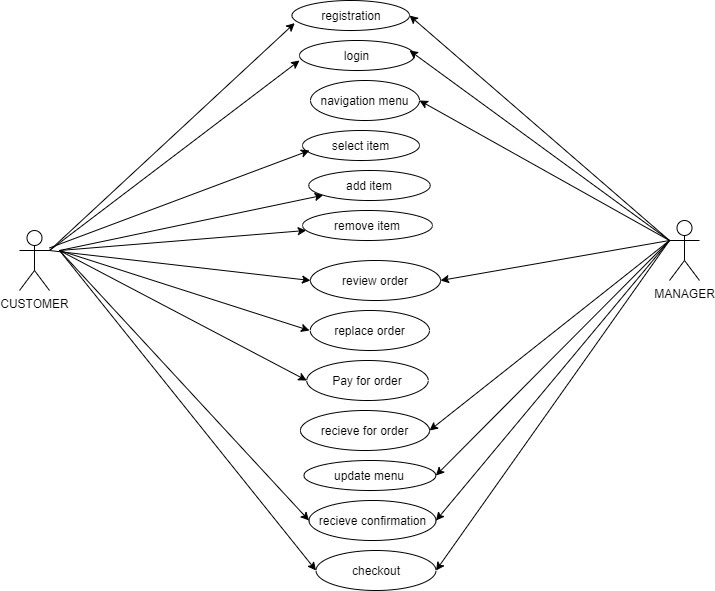 registration
login
navigation menu
select item
add item
remove item
CUSTOMER
review order
MANAGER
replace order
Pay for order
recieve for order
update menu
recieve confirmation
checkout